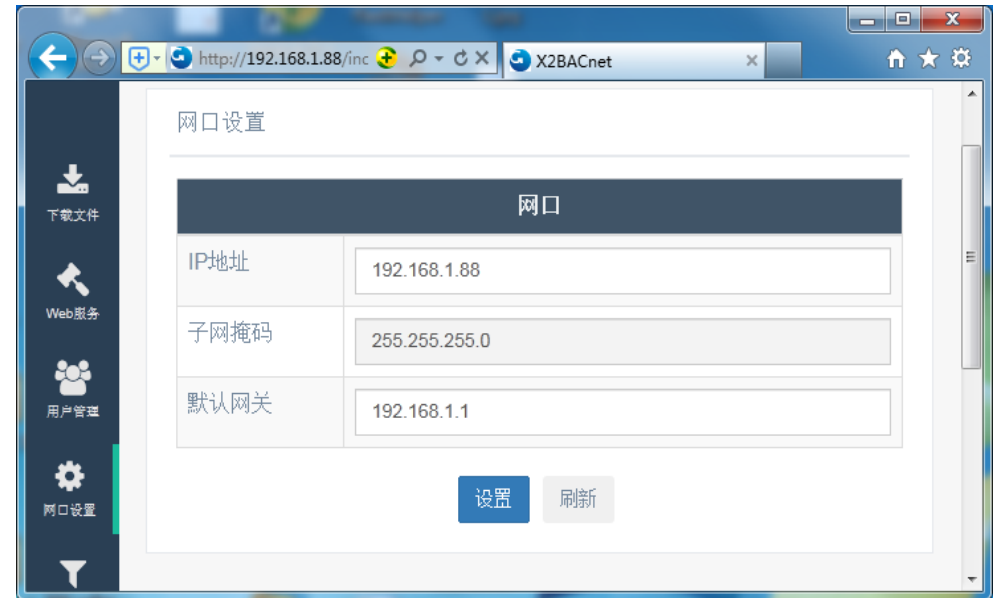 http://192.168.1.88/inc
X2BACnet
网口设置
下载文件
Web服务
用户管理
网口设置
网口
IP地址
192.168.1.88
子网掩码
255.255.255.0
默认网关
192.168.1.1
设置
刷新